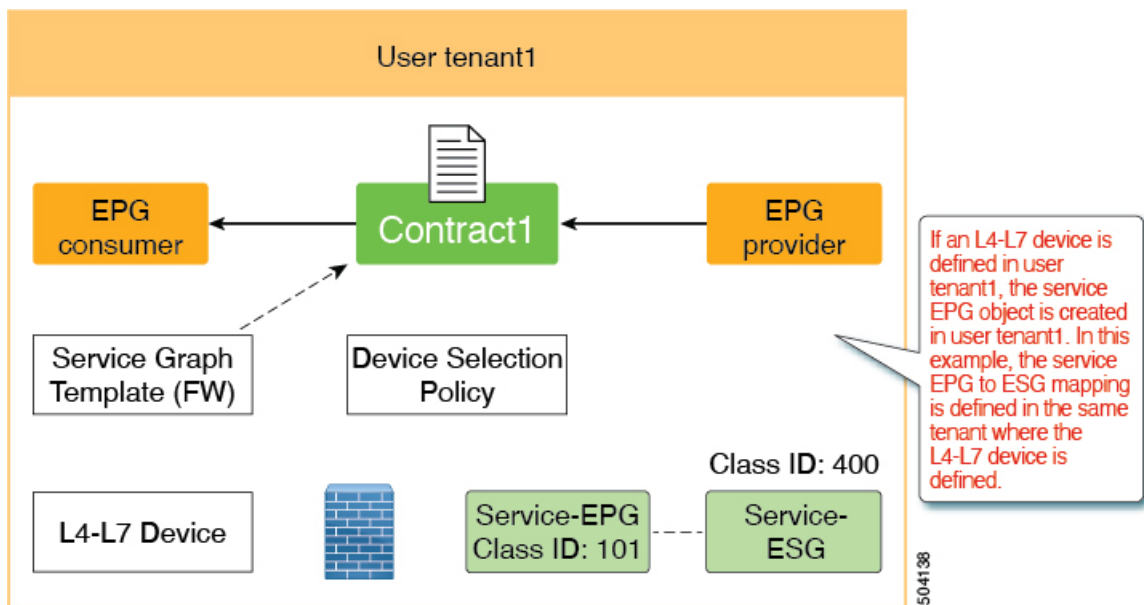 User tenant1
EPG
consumer
Contract1
EPG
provider
If an L4-L7 device is
defined in user
tenant1, the service
EPG object is created
in user tenant1. In this
example, the service
EPG to ESG mapping
is defined in the same
tenant where the
L4-L7 device is
defined.
Service Graph
Template (FW)
Device Selection
Policy
Class ID: 400
L4-L7 Device
Service-EPG
Class ID: 101
Service-
ESG
504138